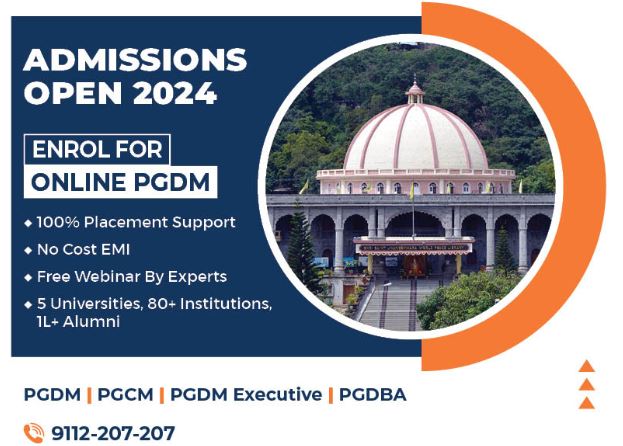 ADMISSIONS
OPEN 2024
ENROL FOR
ONLINE PGDM
100% Placement Support
No Cost EMI
Free Webinar By Experts
5 Universities, 80+ Institutions,
1L+ Alumni
PGDM | PGCM | PGDM Executive | PGDBA
9112-207-207